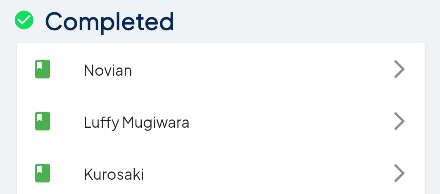 Completed
Novian
Luffy Mugiwara
Kurosaki